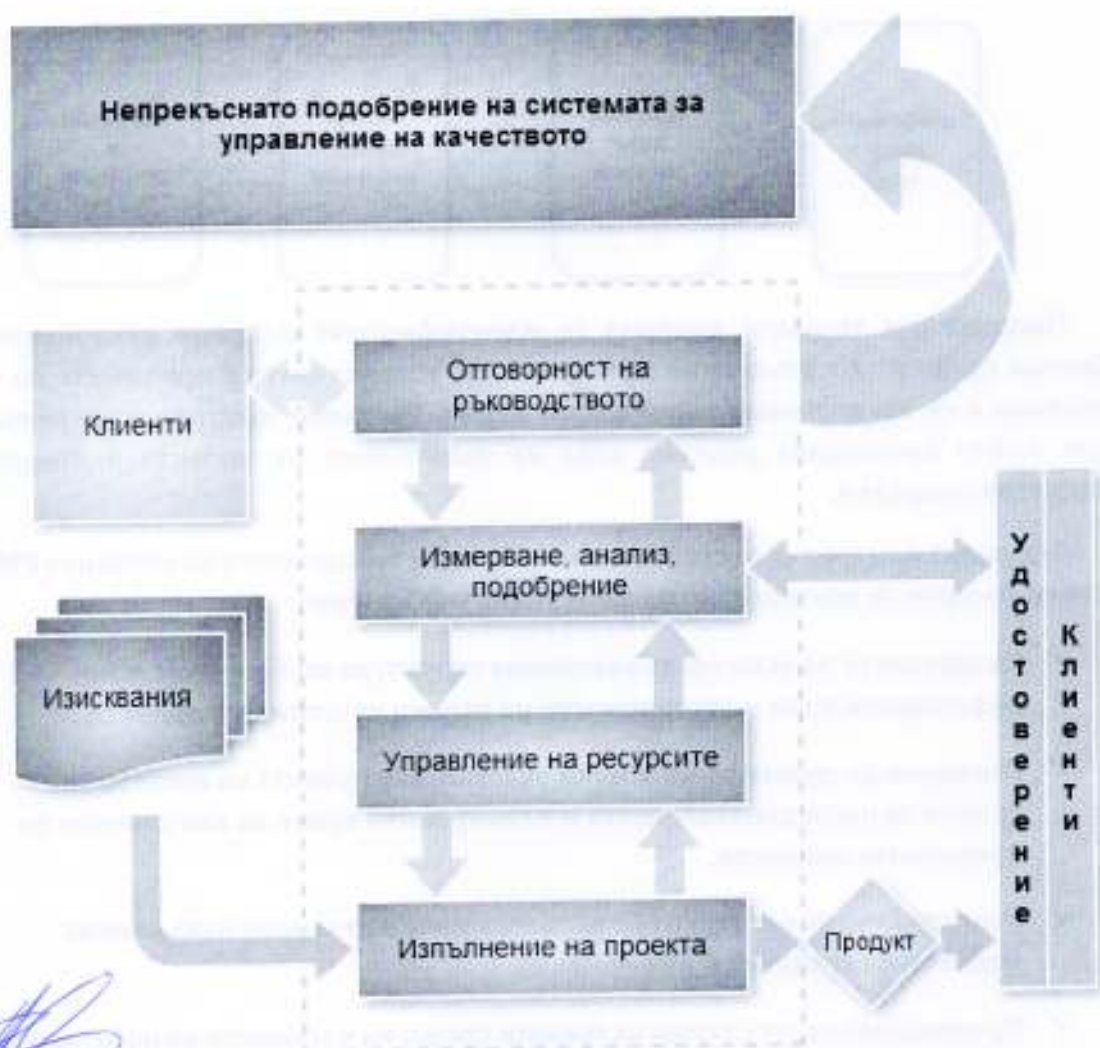 Непрекъснато подобрение на системата за
управление на качеството
Клиенти
Отговорност на
ръководството
Измерване, анализ,
подобрение
Изисквания
Управление на ресурсите
Изпълнение на проекта
Продукт
Удостоверение
Клиенти